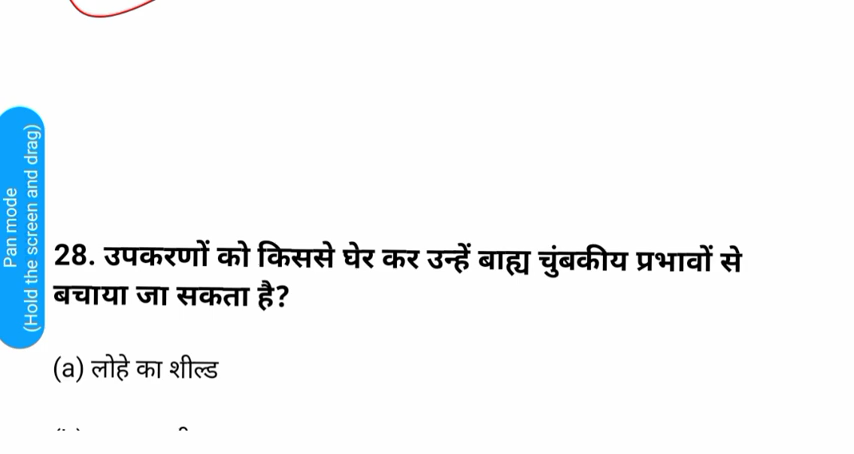 Pan mode
(Hold the screen and drag)
28. उपकरणों को किससे घेर कर उन्हें बाह्य चुंबकीय प्रभावों से
बचाया जा सकता है?
(a) लोहे का शील्ड